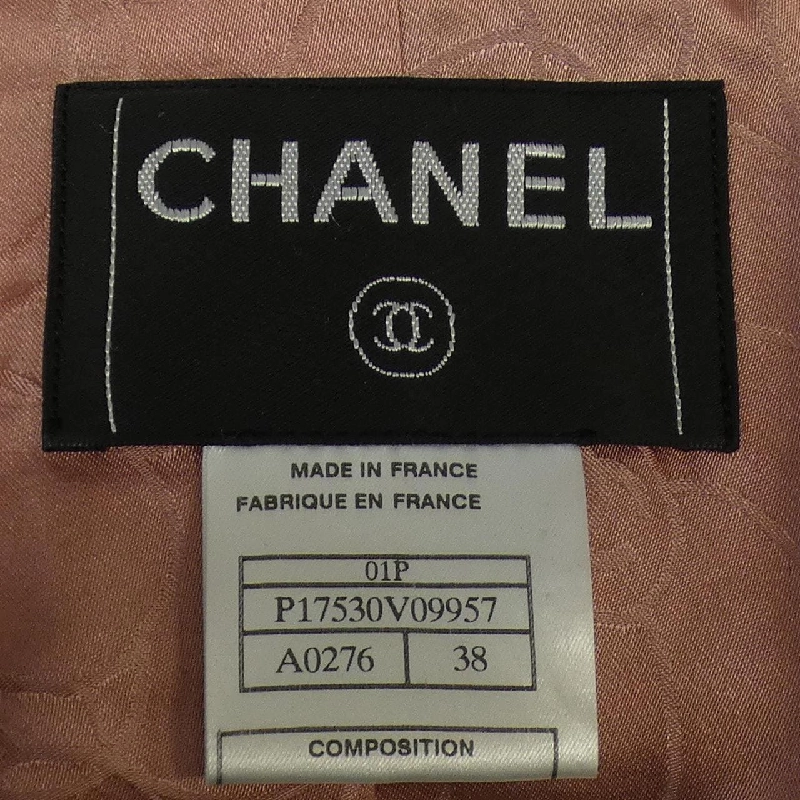 CHANEL
MADE IN FRANCE
FABRIQUE EN FRANCE
01P
P17530V09957
A0276 38
COMPOSITION